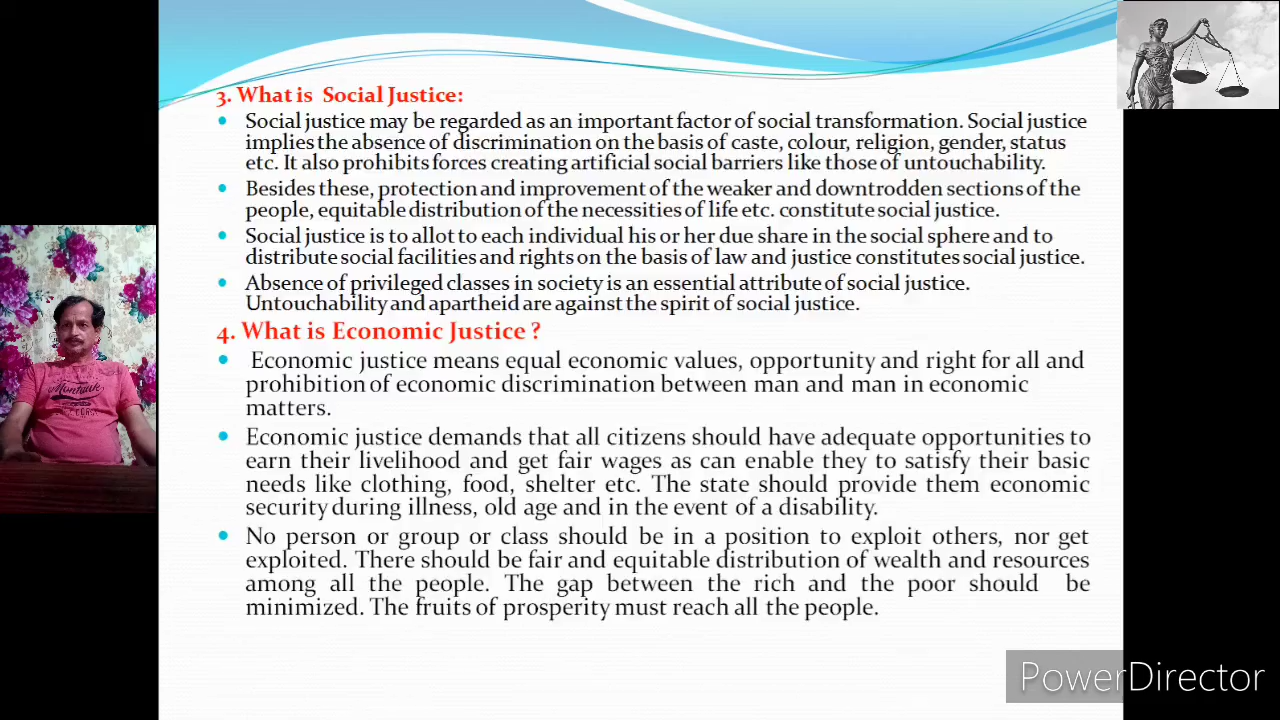 3. What is Social Justice:
Social justice may be regarded as an important factor of social transformation. Social justice
implies the absence of discrimination on the basis of caste, colour, religion, gender, status
etc. It also prohibits forces creating artificial social barriers like those of untouchability.
Besides these, protection and improvement of the weaker and downtrodden sections of the
people, equitable distribution of the necessities of life etc. constitute social justice.
Social justice is to allot to each individual his or her due share in the social sphere and to
distribute social facilities and rights on the basis of law and justice constitutes social justice.
Absence of privileged classes in society is an essential attribute of social justice.
Untouchability and apartheid are against the spirit of social justice.
4. What is Economic Justice ?
Economic justice means equal economic values, opportunity and right for all and
prohibition of economic discrimination between man and man in economic
matters.
Economic justice demands that all citizens should have adequate opportunities to
earn their livelihood and get fair wages as can enable they to satisfy their basic
needs like clothing, food, shelter etc. The state should provide them economic
security during illness, old age and in the event of a disability.
No person or group or class should be in a position to exploit others, nor get
exploited. There should be fair and equitable distribution of wealth and resources
among all the people. The gap between the rich and the poor should be
minimized. The fruits of prosperity must reach all the people.
PowerDirector